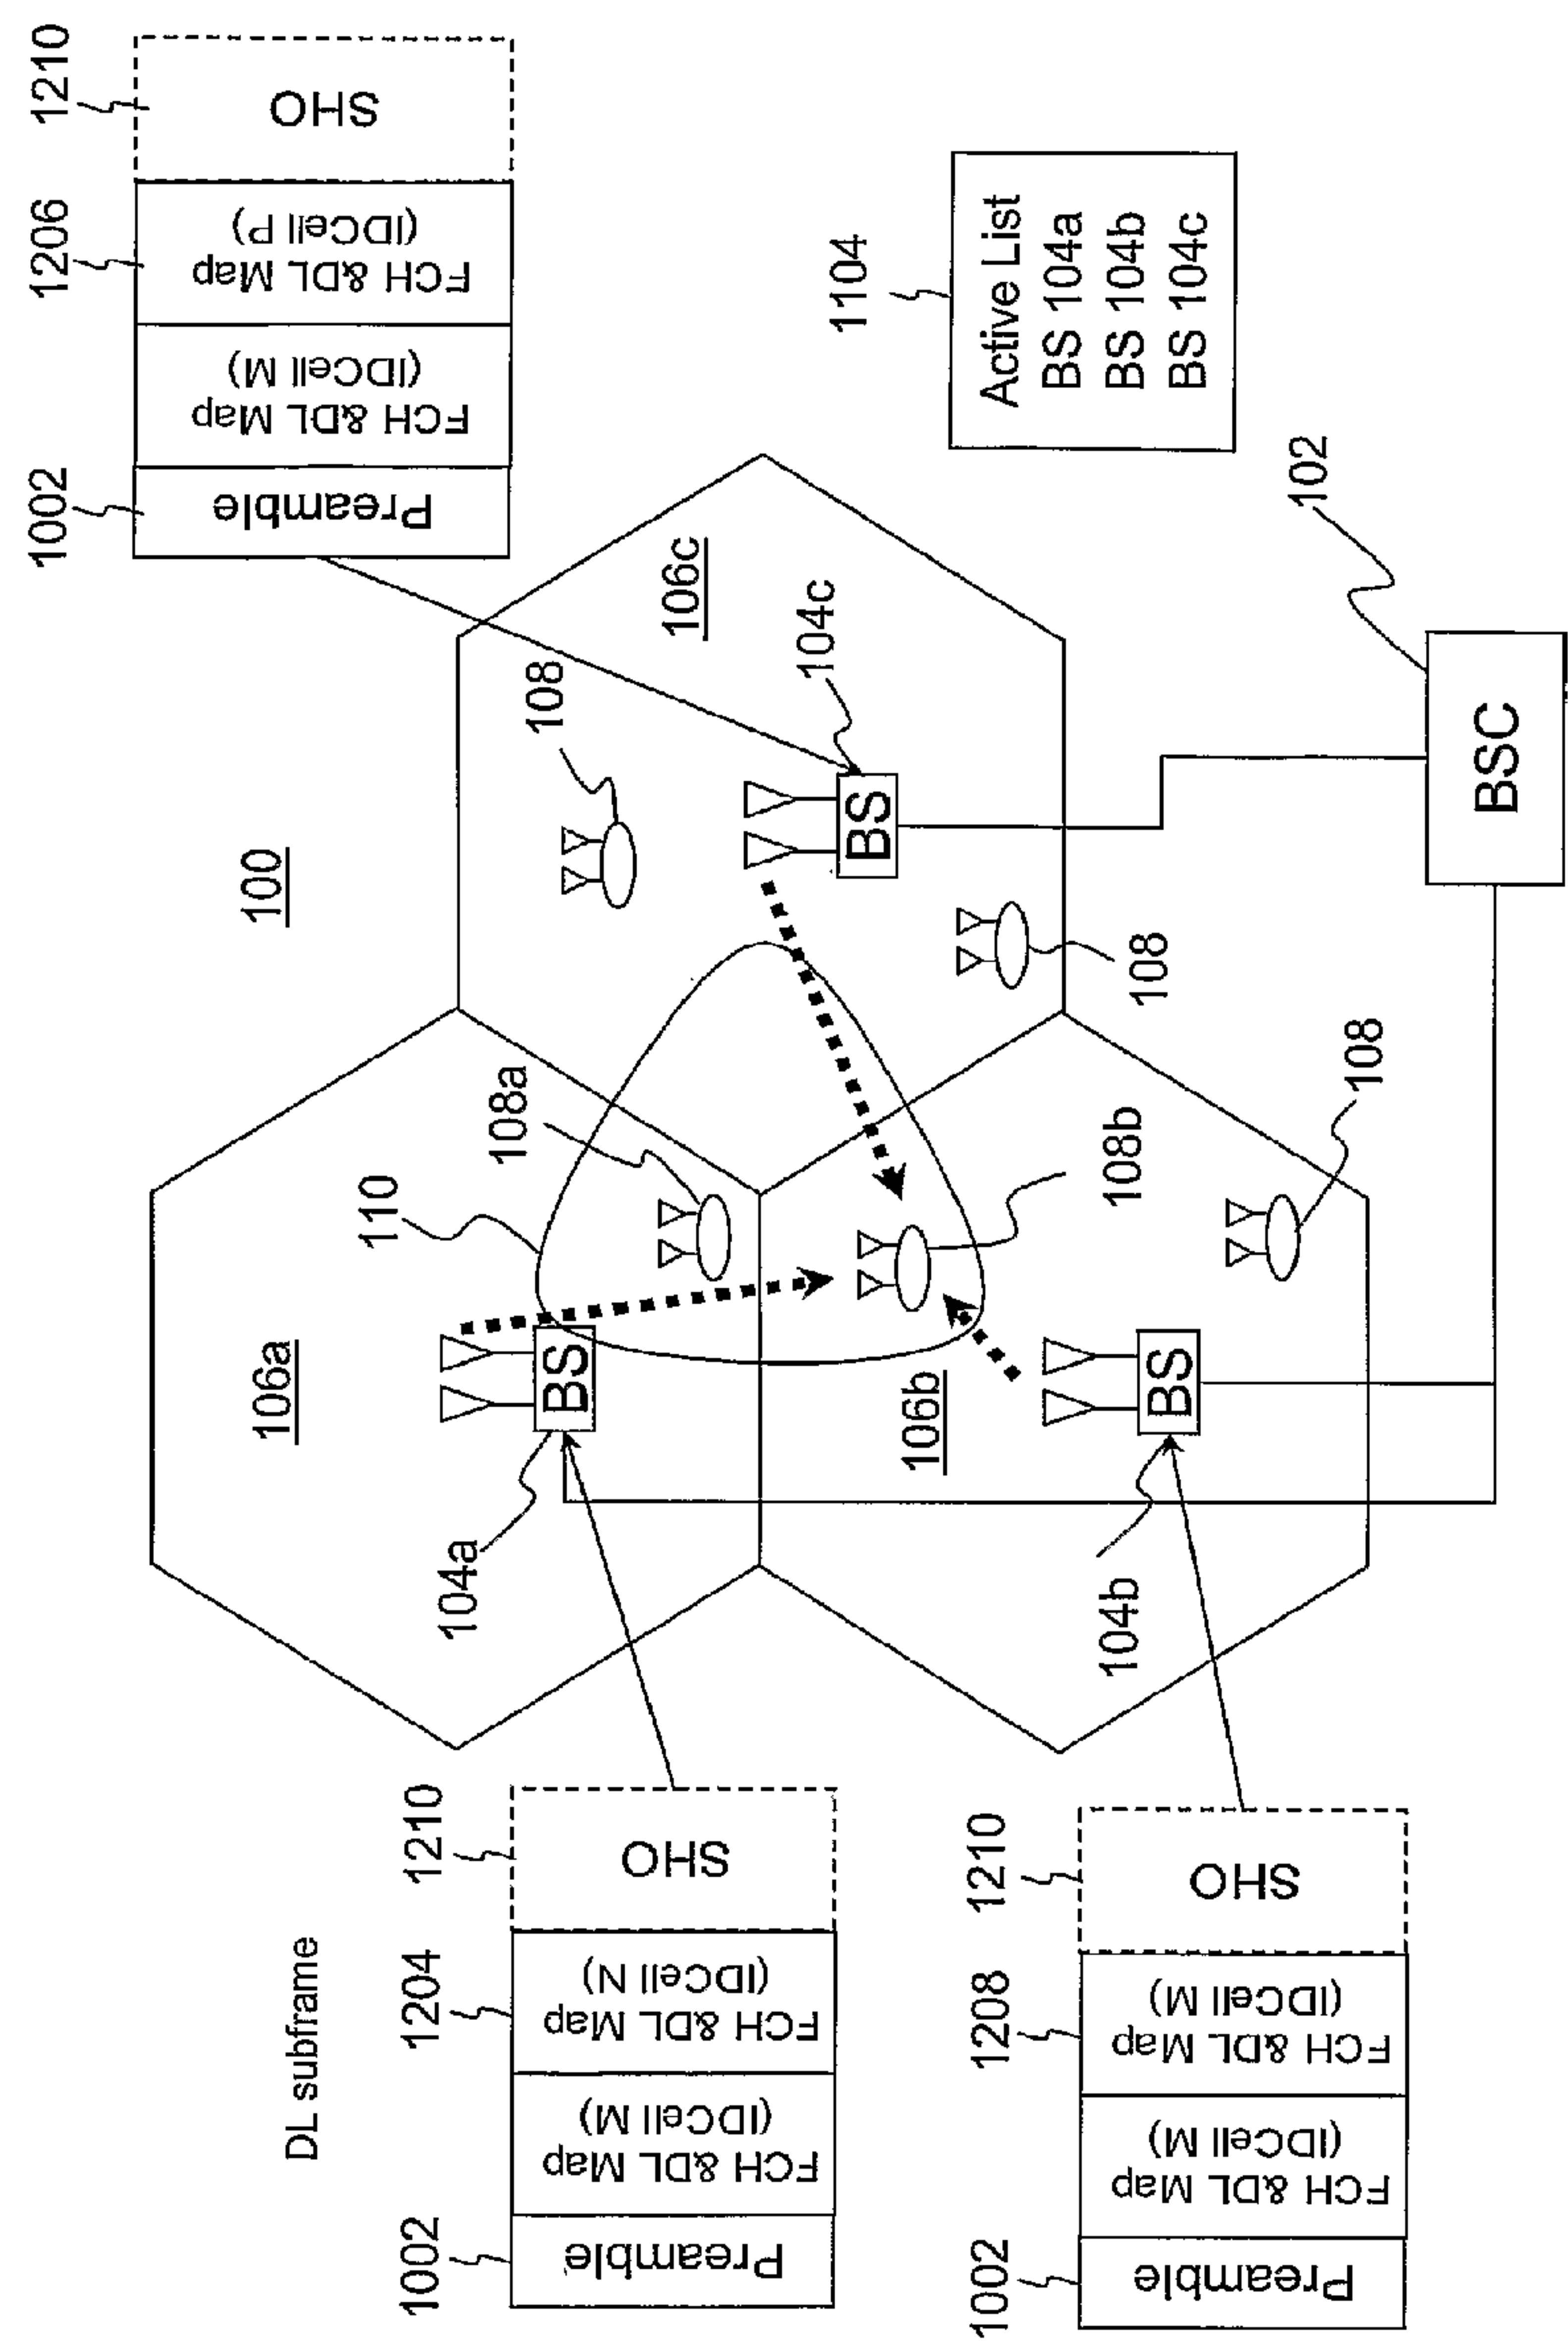 DL subframe
1002
1204
1210
Preamble
FCH &DL Map
(IDCell M)
FCH &DL Map
(IDCell N)
SHO
1002
1208
1210
Preamble
FCH &DL Map
(IDCell M)
FCH &DL Map
(IDCell M)
SHO
1002
1206
1210
Preamble
FCH &DL Map
(IDCell M)
FCH &DL Map
(IDCell P)
SHO
100
106a
104a
BS
110
108a
108
106c
104c
BS
106b
104b
BS
108b
108
108
102
BSC
1104
Active List
BS 104a
BS 104b
BS 104c